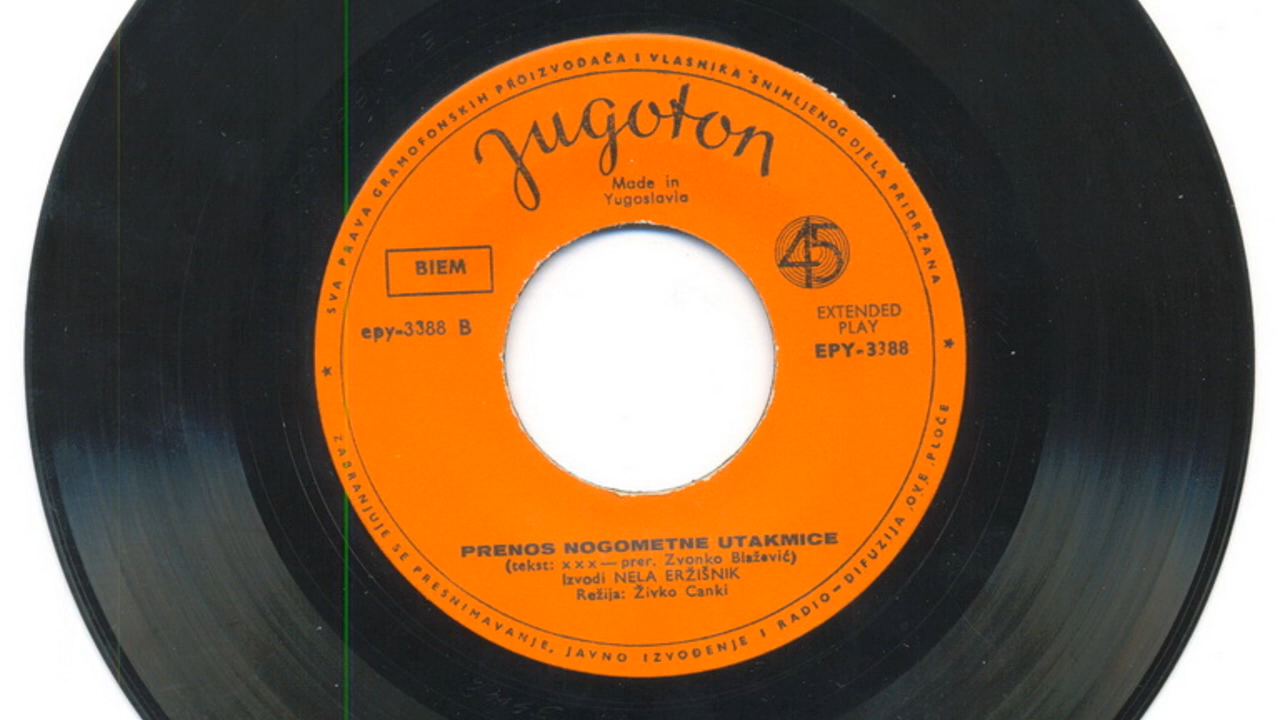 SVA PRAVA GRAMOFONSKIH PROIZVOĐAČA I VLASNIKA SNIMLJENOG DJELA PRIDRŽANA
Jugoton
Made in
Yugoslavia
45
BIEM
EXTENDED
PLAY
epy-3388 B
EPY-3388
PRENOS NOGOMETNE UTAKMICE
(tekst: x x x — prer. Zvonko Blažević)
Izvodi NELA ERŽIŠNIK
Režija: Živko Canki
ZABRANJUJE SE PRESNIMAVANJE, JAVNO IZVOĐENJE I RADIO-DIFUZIJA OVE PLOČE